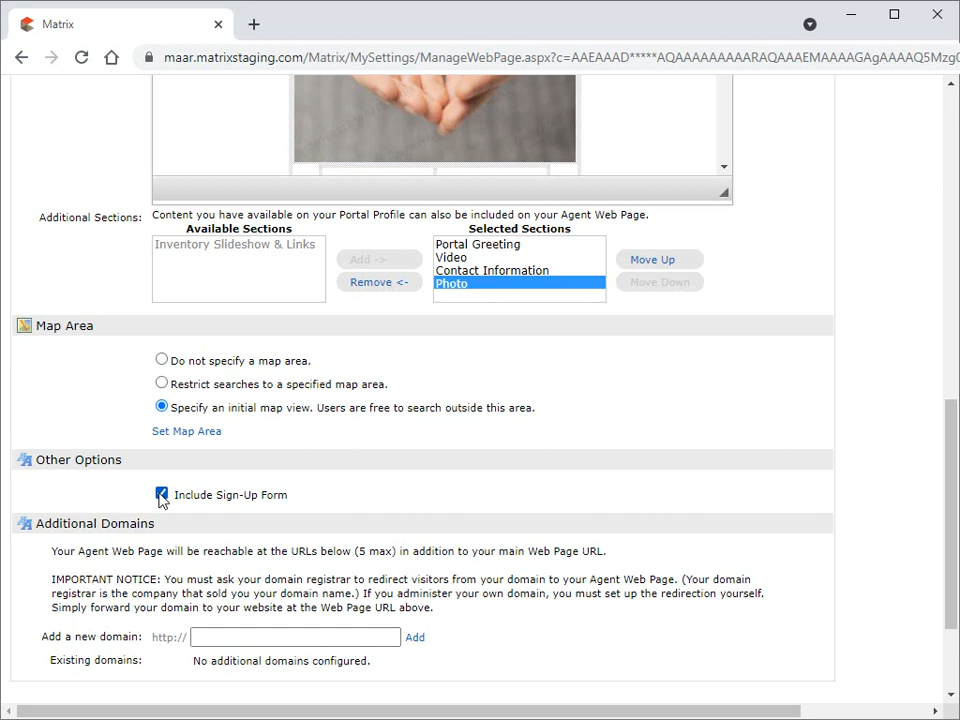 Matrix
maar.matrixstaging.com/Matrix/MySettings/ManageWebPage.aspx?c=AAEAAAD*****AQAAAAAAAAARAQAAAEMAAAAGAgAAAAQ5Mzg0
Additional Sections:
Content you have available on your Portal Profile can also be included on your Agent Web Page.
Available Sections
Selected Sections
Inventory Slideshow & Links
Add ->
Remove <-
Portal Greeting
Video
Contact Information
Photo
Move Up
Move Down
Map Area
Do not specify a map area.
Restrict searches to a specified map area.
Specify an initial map view. Users are free to search outside this area.
Set Map Area
Other Options
Include Sign-Up Form
Additional Domains
Your Agent Web Page will be reachable at the URLs below (5 max) in addition to your main Web Page URL.
IMPORTANT NOTICE: You must ask your domain registrar to redirect visitors from your domain to your Agent Web Page. (Your domain
registrar is the company that sold you your domain name.) If you administer your own domain, you must set up the redirection yourself.
Simply forward your domain to your website at the Web Page URL above.
Add a new domain: http:// Add
Existing domains: No additional domains configured.